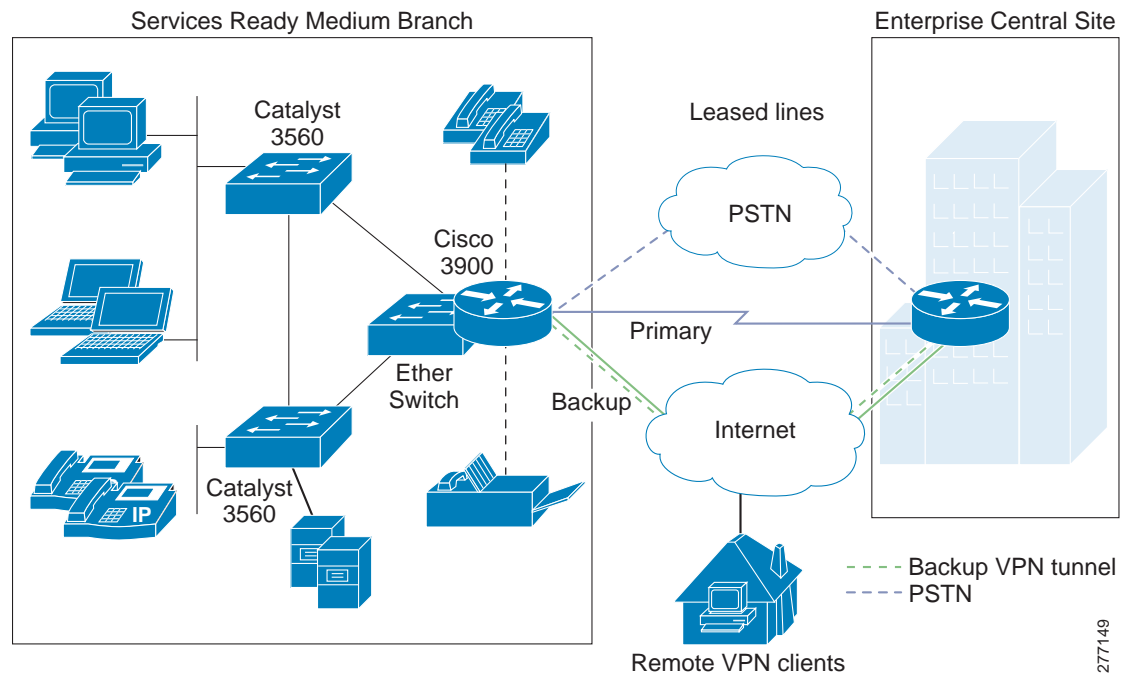 Services Ready Medium Branch
Enterprise Central Site
Catalyst
3560
Leased lines
PSTN
Cisco
3900
Primary
Ether
Switch
Backup
Internet
Catalyst
3560
IP
Backup VPN tunnel
PSTN
Remote VPN clients
277149